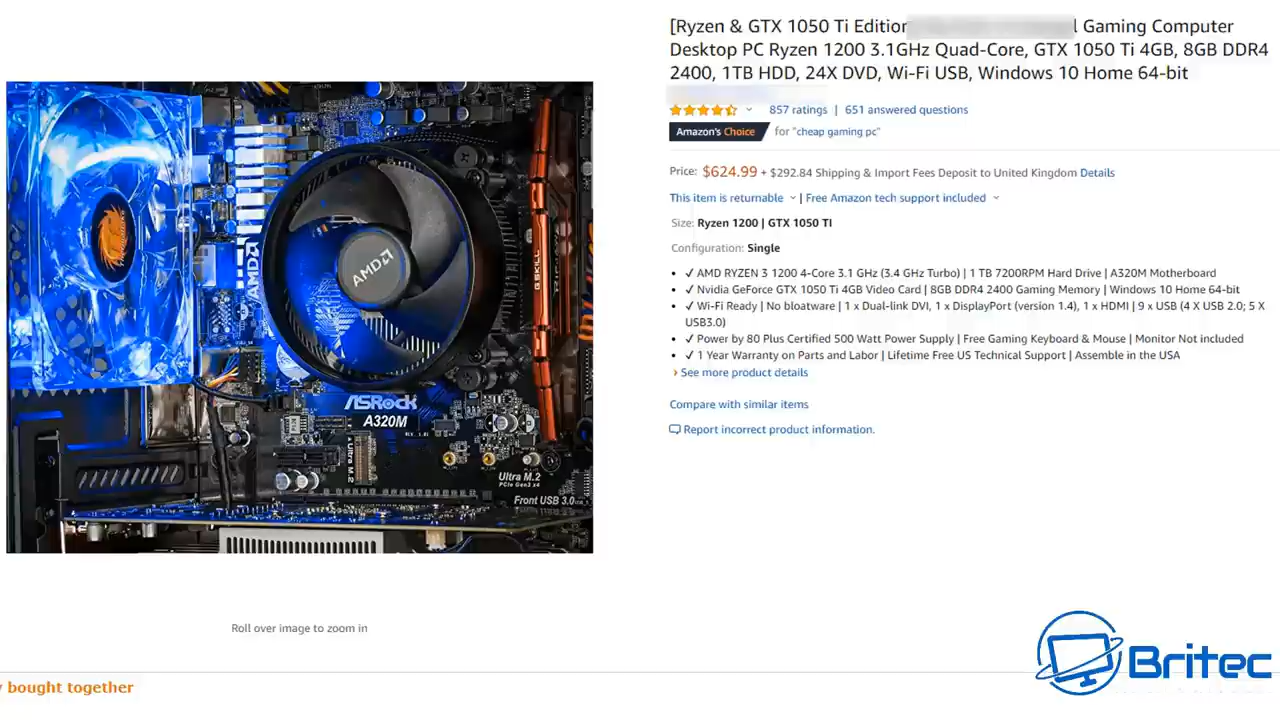 [Ryzen & GTX 1050 Ti Edition l Gaming Computer
Desktop PC Ryzen 1200 3.1GHz Quad-Core, GTX 1050 Ti 4GB, 8GB DDR4
2400, 1TB HDD, 24X DVD, Wi-Fi USB, Windows 10 Home 64-bit
857 ratings | 651 answered questions
Amazon's Choice for "cheap gaming pc"
Price: $624.99 + $292.84 Shipping & Import Fees Deposit to United Kingdom Details
This item is returnable | Free Amazon tech support included
Size: Ryzen 1200 | GTX 1050 TI
Configuration: Single
• ✓ AMD RYZEN 3 1200 4-Core 3.1 GHz (3.4 GHz Turbo) | 1 TB 7200RPM Hard Drive | A320M Motherboard
• ✓ Nvidia GeForce GTX 1050 Ti 4GB Video Card | 8GB DDR4 2400 Gaming Memory | Windows 10 Home 64-bit
• ✓ Wi-Fi Ready | No bloatware | 1 x Dual-link DVI, 1 x DisplayPort (version 1.4), 1 x HDMI | 9 x USB (4 X USB 2.0; 5 X
USB3.0)
• ✓ Power by 80 Plus Certified 500 Watt Power Supply | Free Gaming Keyboard & Mouse | Monitor Not included
• ✓ 1 Year Warranty on Parts and Labor | Lifetime Free US Technical Support | Assemble in the USA
› See more product details
Compare with similar items
Report incorrect product information.
AMD
AMD
G.SKILL
ASRock
A320M
Ultra M.2
Ultra M.2
PCIe Gen3 x4
Front USB 3.0
Roll over image to zoom in
bought together
Britec